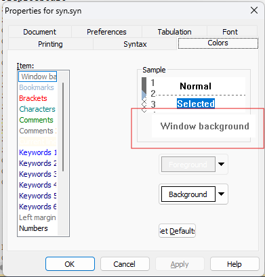 Properties for syn.syn
Document Preferences Tabulation Font
Printing Syntax Colors
Item:
Window ba
Bookmarks
Brackets
Characters
Comments
Comments
Keywords 1
Keywords 2
Keywords 3
Keywords 4
Keywords 5
Keywords 6
Left margin
Numbers
Sample
1 Normal
2
3 Selected
Window background
Foreground
Background
et Default
OK Cancel Apply Help